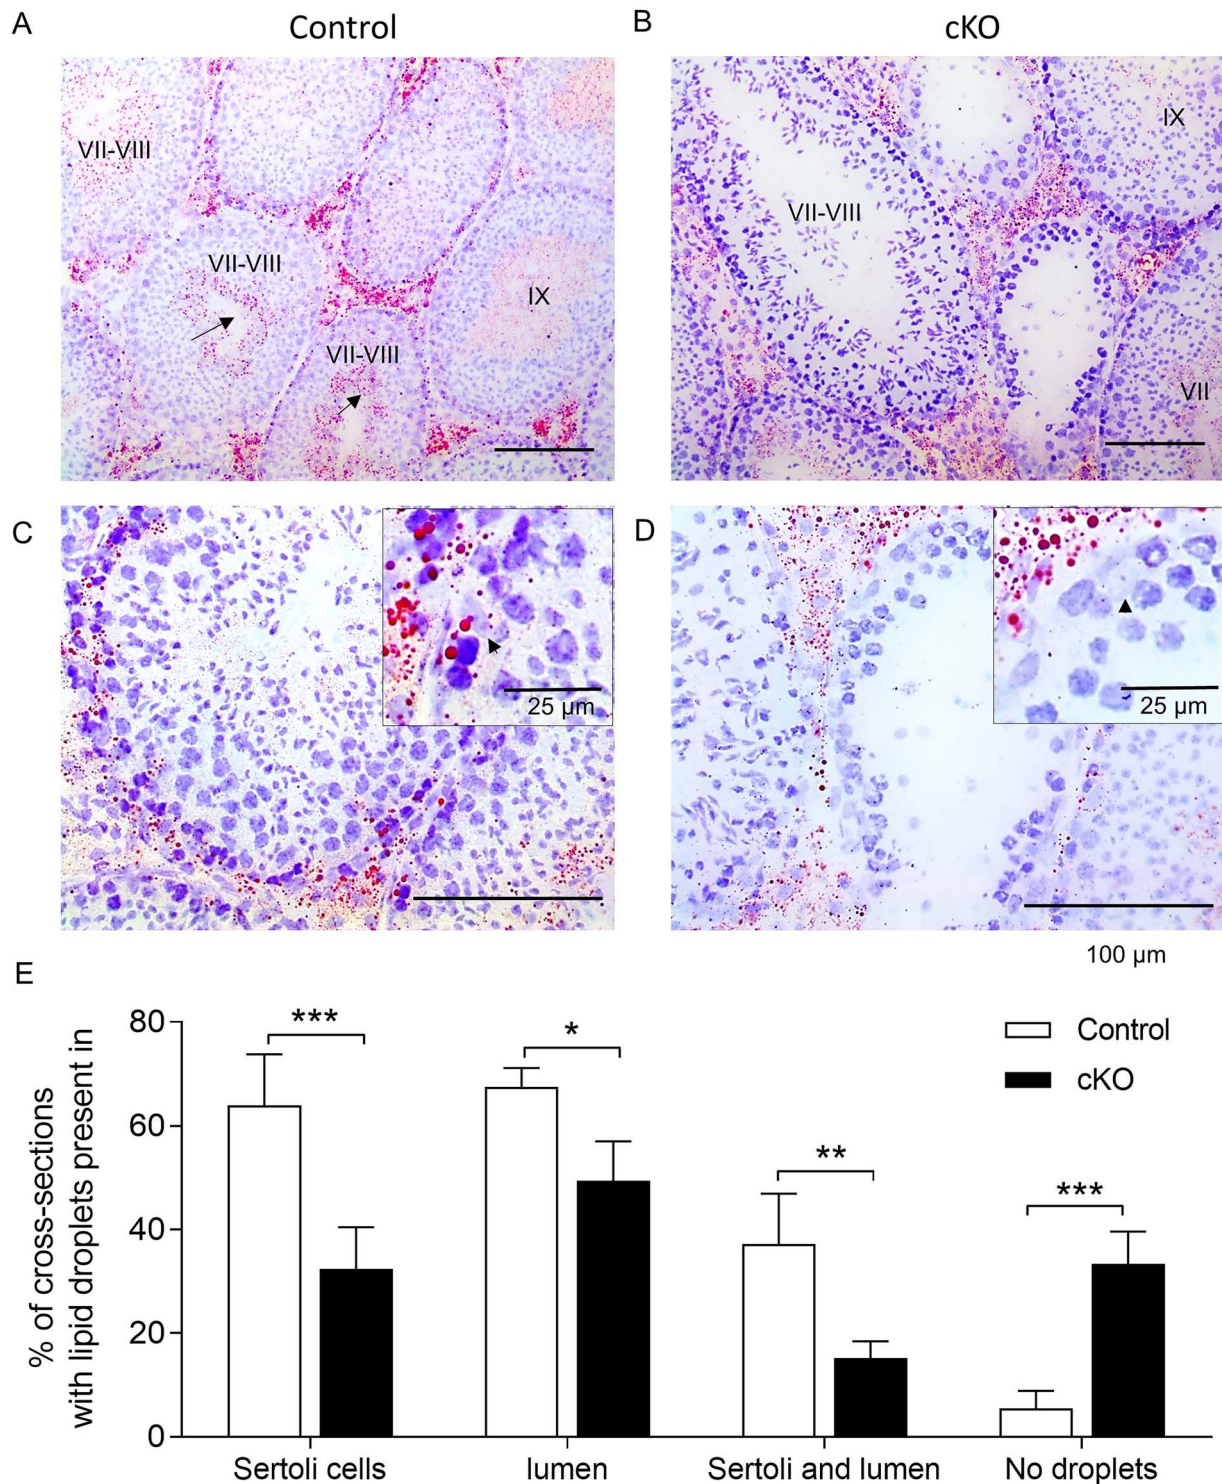 A
Control
B
cKO
VII-VIII
VII-VIII
IX
VII-VIII
VII-VIII
IX
VII
C
25 µm
D
25 µm
100 µm
E
% of cross-sections
with lipid droplets present in
80
60
40
20
0
***
*
**
***
Control
cKO
Sertoli cells
lumen
Sertoli and lumen
No droplets